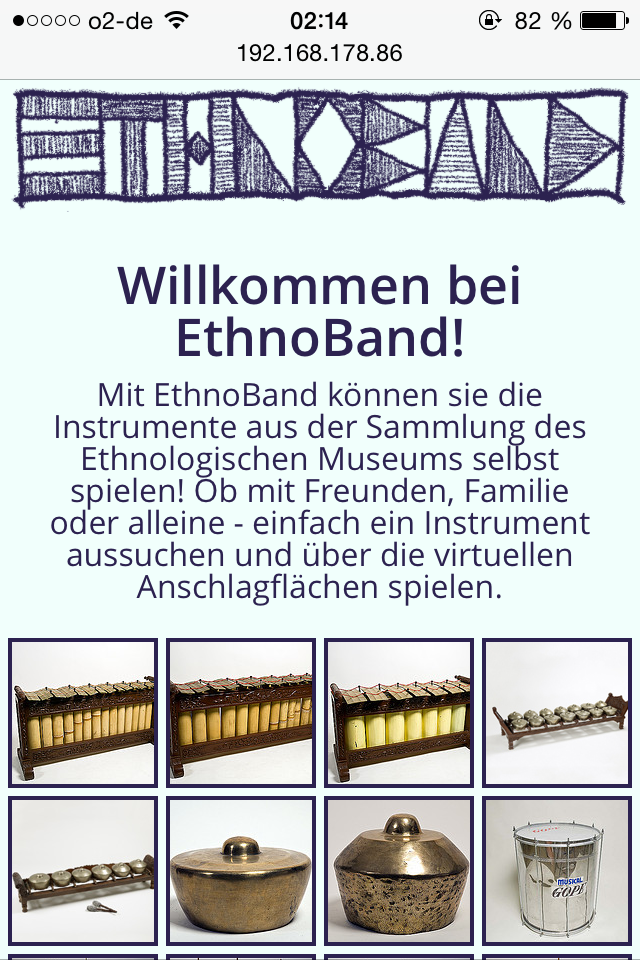 o2-de 02:14 82 %
192.168.178.86
ETHNOBAND
Willkommen bei
EthnoBand!
Mit EthnoBand können sie die
Instrumente aus der Sammlung des
Ethnologischen Museums selbst
spielen! Ob mit Freunden, Familie
oder alleine - einfach ein Instrument
aussuchen und über die virtuellen
Anschlagflächen spielen.
MUSICAL
GOPE